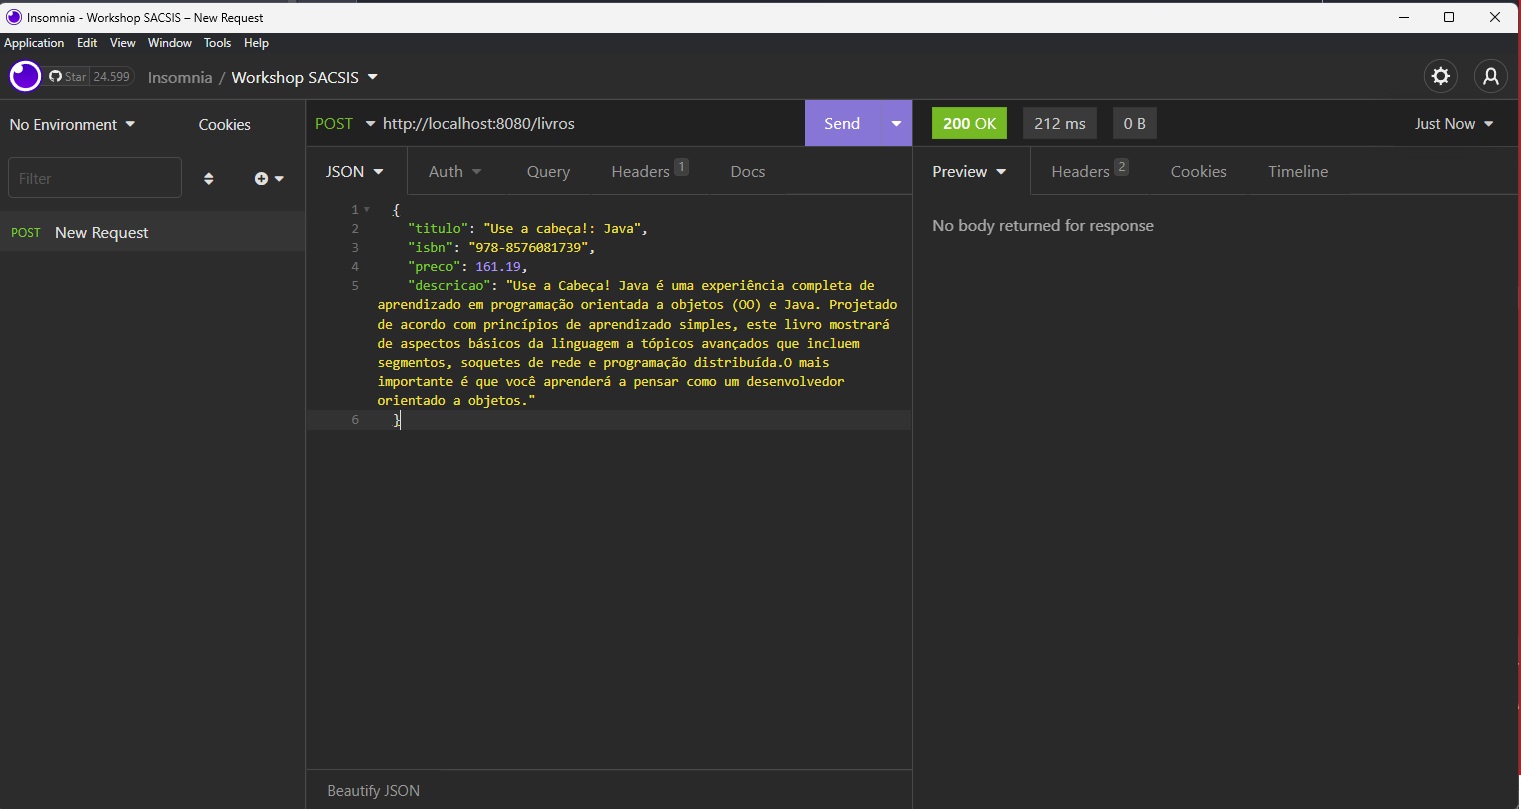 Insomnia - Workshop SACSIS – New Request
Application Edit View Window Tools Help
Star 24.599 Insomnia / Workshop SACSIS
No Environment Cookies
Filter
POST New Request
POST http://localhost:8080/livros Send
JSON Auth Query Headers 1 Docs
1 {
2 "titulo": "Use a cabeça!: Java",
3 "isbn": "978-8576081739",
4 "preco": 161.19,
5 "descricao": "Use a Cabeça! Java é uma experiência completa de
aprendizado em programação orientada a objetos (OO) e Java. Projetado
de acordo com princípios de aprendizado simples, este livro mostrará
de aspectos básicos da linguagem a tópicos avançados que incluem
segmentos, soquetes de rede e programação distribuída.O mais
importante é que você aprenderá a pensar como um desenvolvedor
orientado a objetos."
6 }
Beautify JSON
200 OK 212 ms 0 B Just Now
Preview Headers 2 Cookies Timeline
No body returned for response